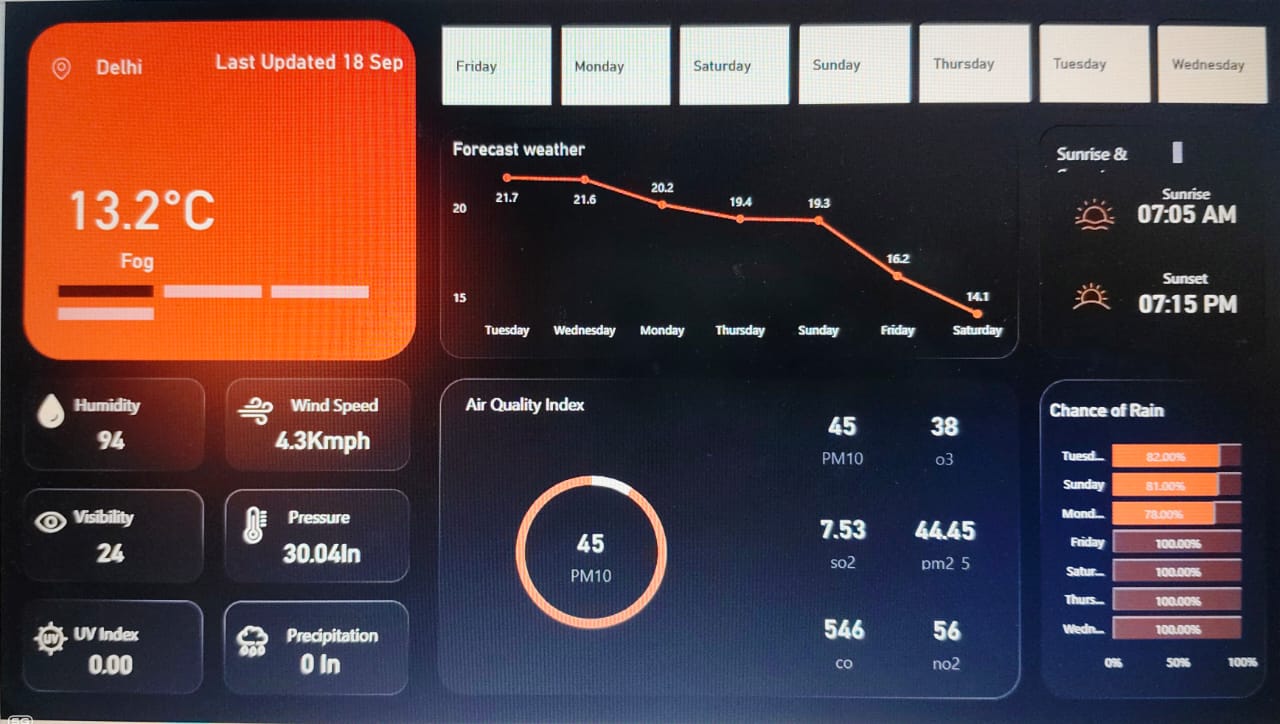 Delhi
Last Updated 18 Sep
13.2°C
Fog
Friday
Monday
Saturday
Sunday
Thursday
Tuesday
Wednesday
Forecast weather
20
15
21.7
21.6
20.2
19.4
19.3
16.2
14.1
Tuesday
Wednesday
Monday
Thursday
Sunday
Friday
Saturday
Sunrise &
Sunrise
07:05 AM
Sunset
07:15 PM
Humidity
94
Wind Speed
4.3Kmph
Visibility
24
Pressure
30.04In
UV
UV Index
0.00
Precipitation
0 In
Air Quality Index
45
PM10
45
PM10
38
o3
7.53
so2
44.45
pm2 5
546
co
56
no2
Chance of Rain
Tuesd... 82.00%
Sunday 81.00%
Mond... 78.00%
Friday 100.00%
Satur... 100.00%
Thurs... 100.00%
Wedn... 100.00%
0% 50% 100%